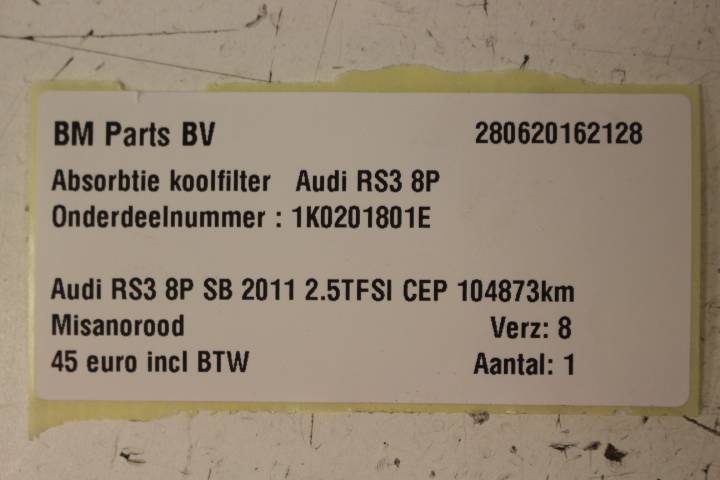 BM Parts BV 280620162128
Absorbtie koolfilter Audi RS3 8P
Onderdeelnummer : 1K0201801E
Audi RS3 8P SB 2011 2.5TFSI CEP 104873km
Misanorood Verz: 8
45 euro incl BTW Aantal: 1